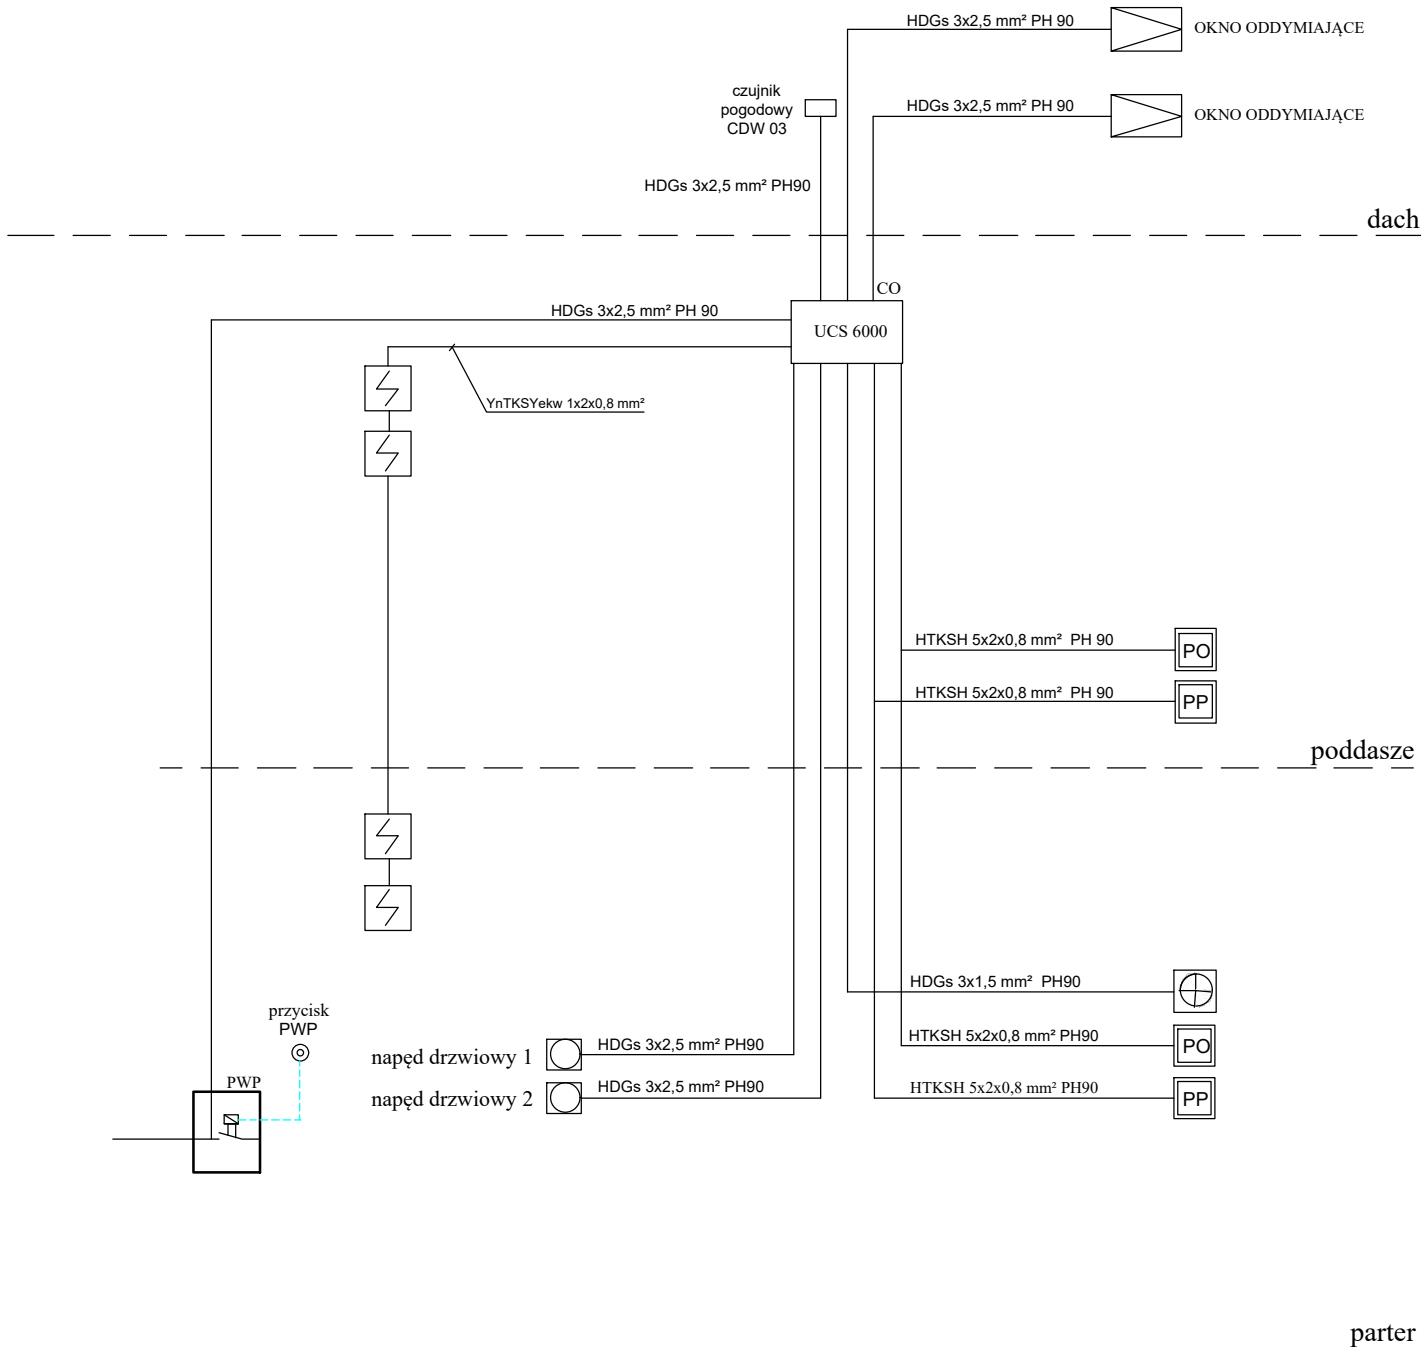 HDGs 3x2,5 mm² PH 90
OKNO ODDYMIAJĄCE
czujnik
pogodowy
CDW 03
HDGs 3x2,5 mm² PH 90
OKNO ODDYMIAJĄCE
HDGs 3x2,5 mm² PH90
dach
CO
HDGs 3x2,5 mm² PH 90
UCS 6000
YnTKSYekw 1x2x0,8 mm²
HTKSH 5x2x0,8 mm² PH 90
PO
HTKSH 5x2x0,8 mm² PH 90
PP
poddasze
HDGs 3x1,5 mm² PH90
przycisk
PWP
HTKSH 5x2x0,8 mm² PH90
PO
napęd drzwiowy 1
HDGs 3x2,5 mm² PH90
PWP
napęd drzwiowy 2
HDGs 3x2,5 mm² PH90
HTKSH 5x2x0,8 mm² PH90
PP
parter